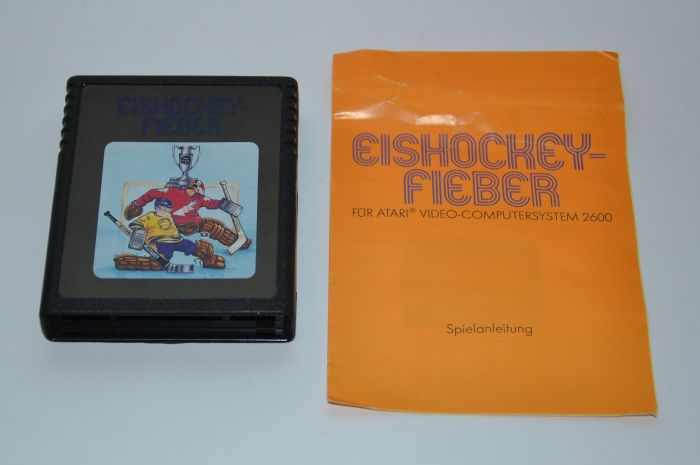 EISHOCKEY-
FIEBER
EISHOCKEY-
FIEBER
FÜR ATARI® VIDEO-COMPUTERSYSTEM 2600
Spielanleitung